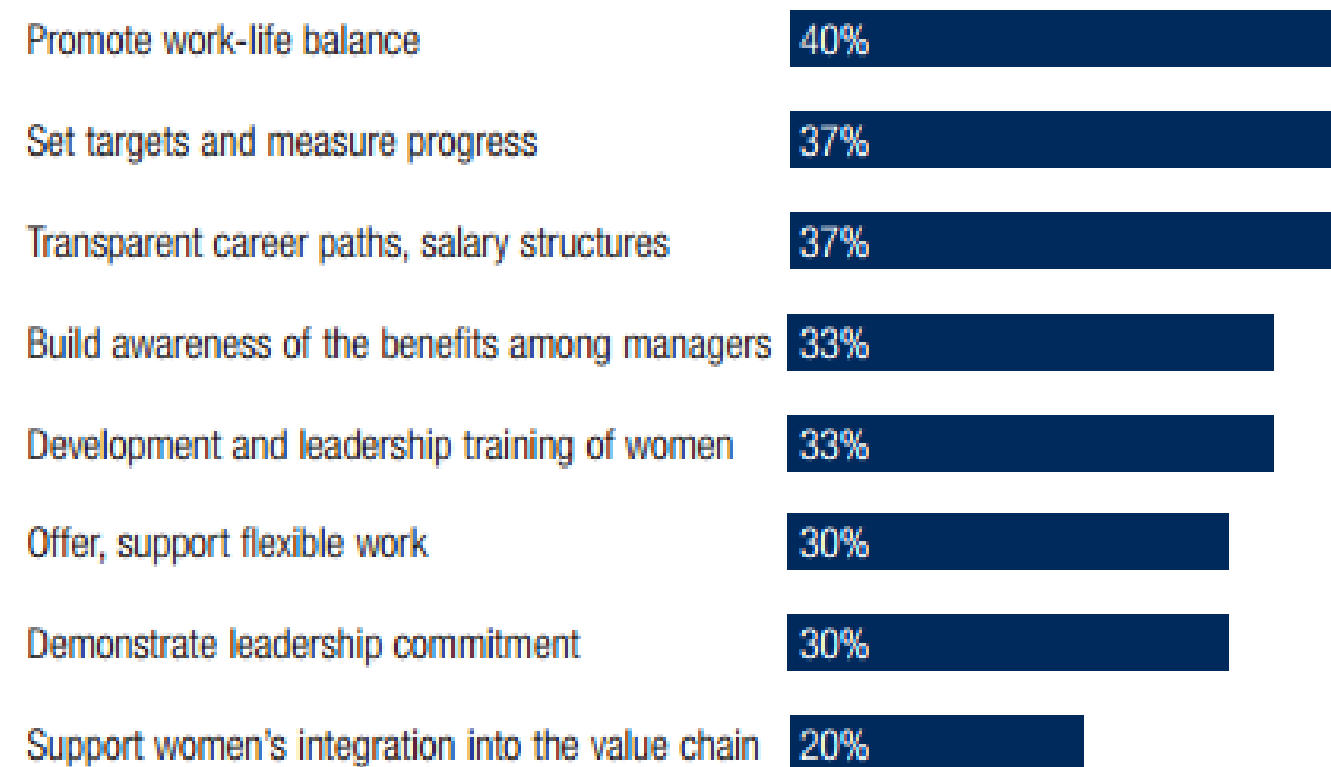 Promote work-life balance 40%
Set targets and measure progress 37%
Transparent career paths, salary structures 37%
Build awareness of the benefits among managers 33%
Development and leadership training of women 33%
Offer, support flexible work 30%
Demonstrate leadership commitment 30%
Support women's integration into the value chain 20%